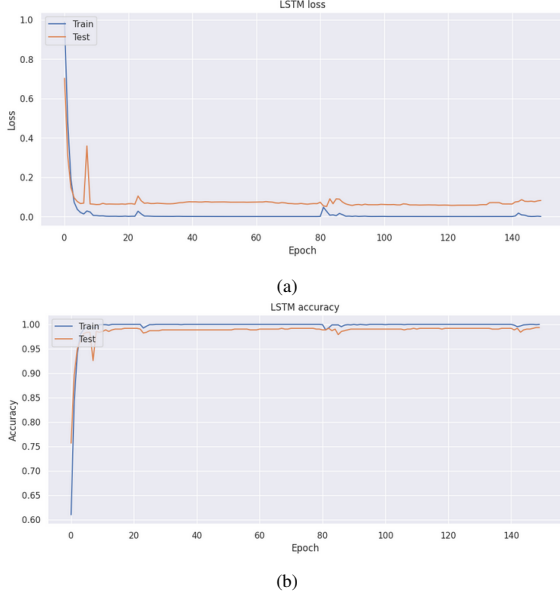 LSTM loss
Train
Test
1.0
0.8
0.6
0.4
0.2
0.0
Loss
0 20 40 60 80 100 120 140
Epoch
(a)
LSTM accuracy
Train
Test
1.00
0.95
0.90
0.85
0.80
0.75
0.70
0.65
0.60
Accuracy
0 20 40 60 80 100 120 140
Epoch
(b)